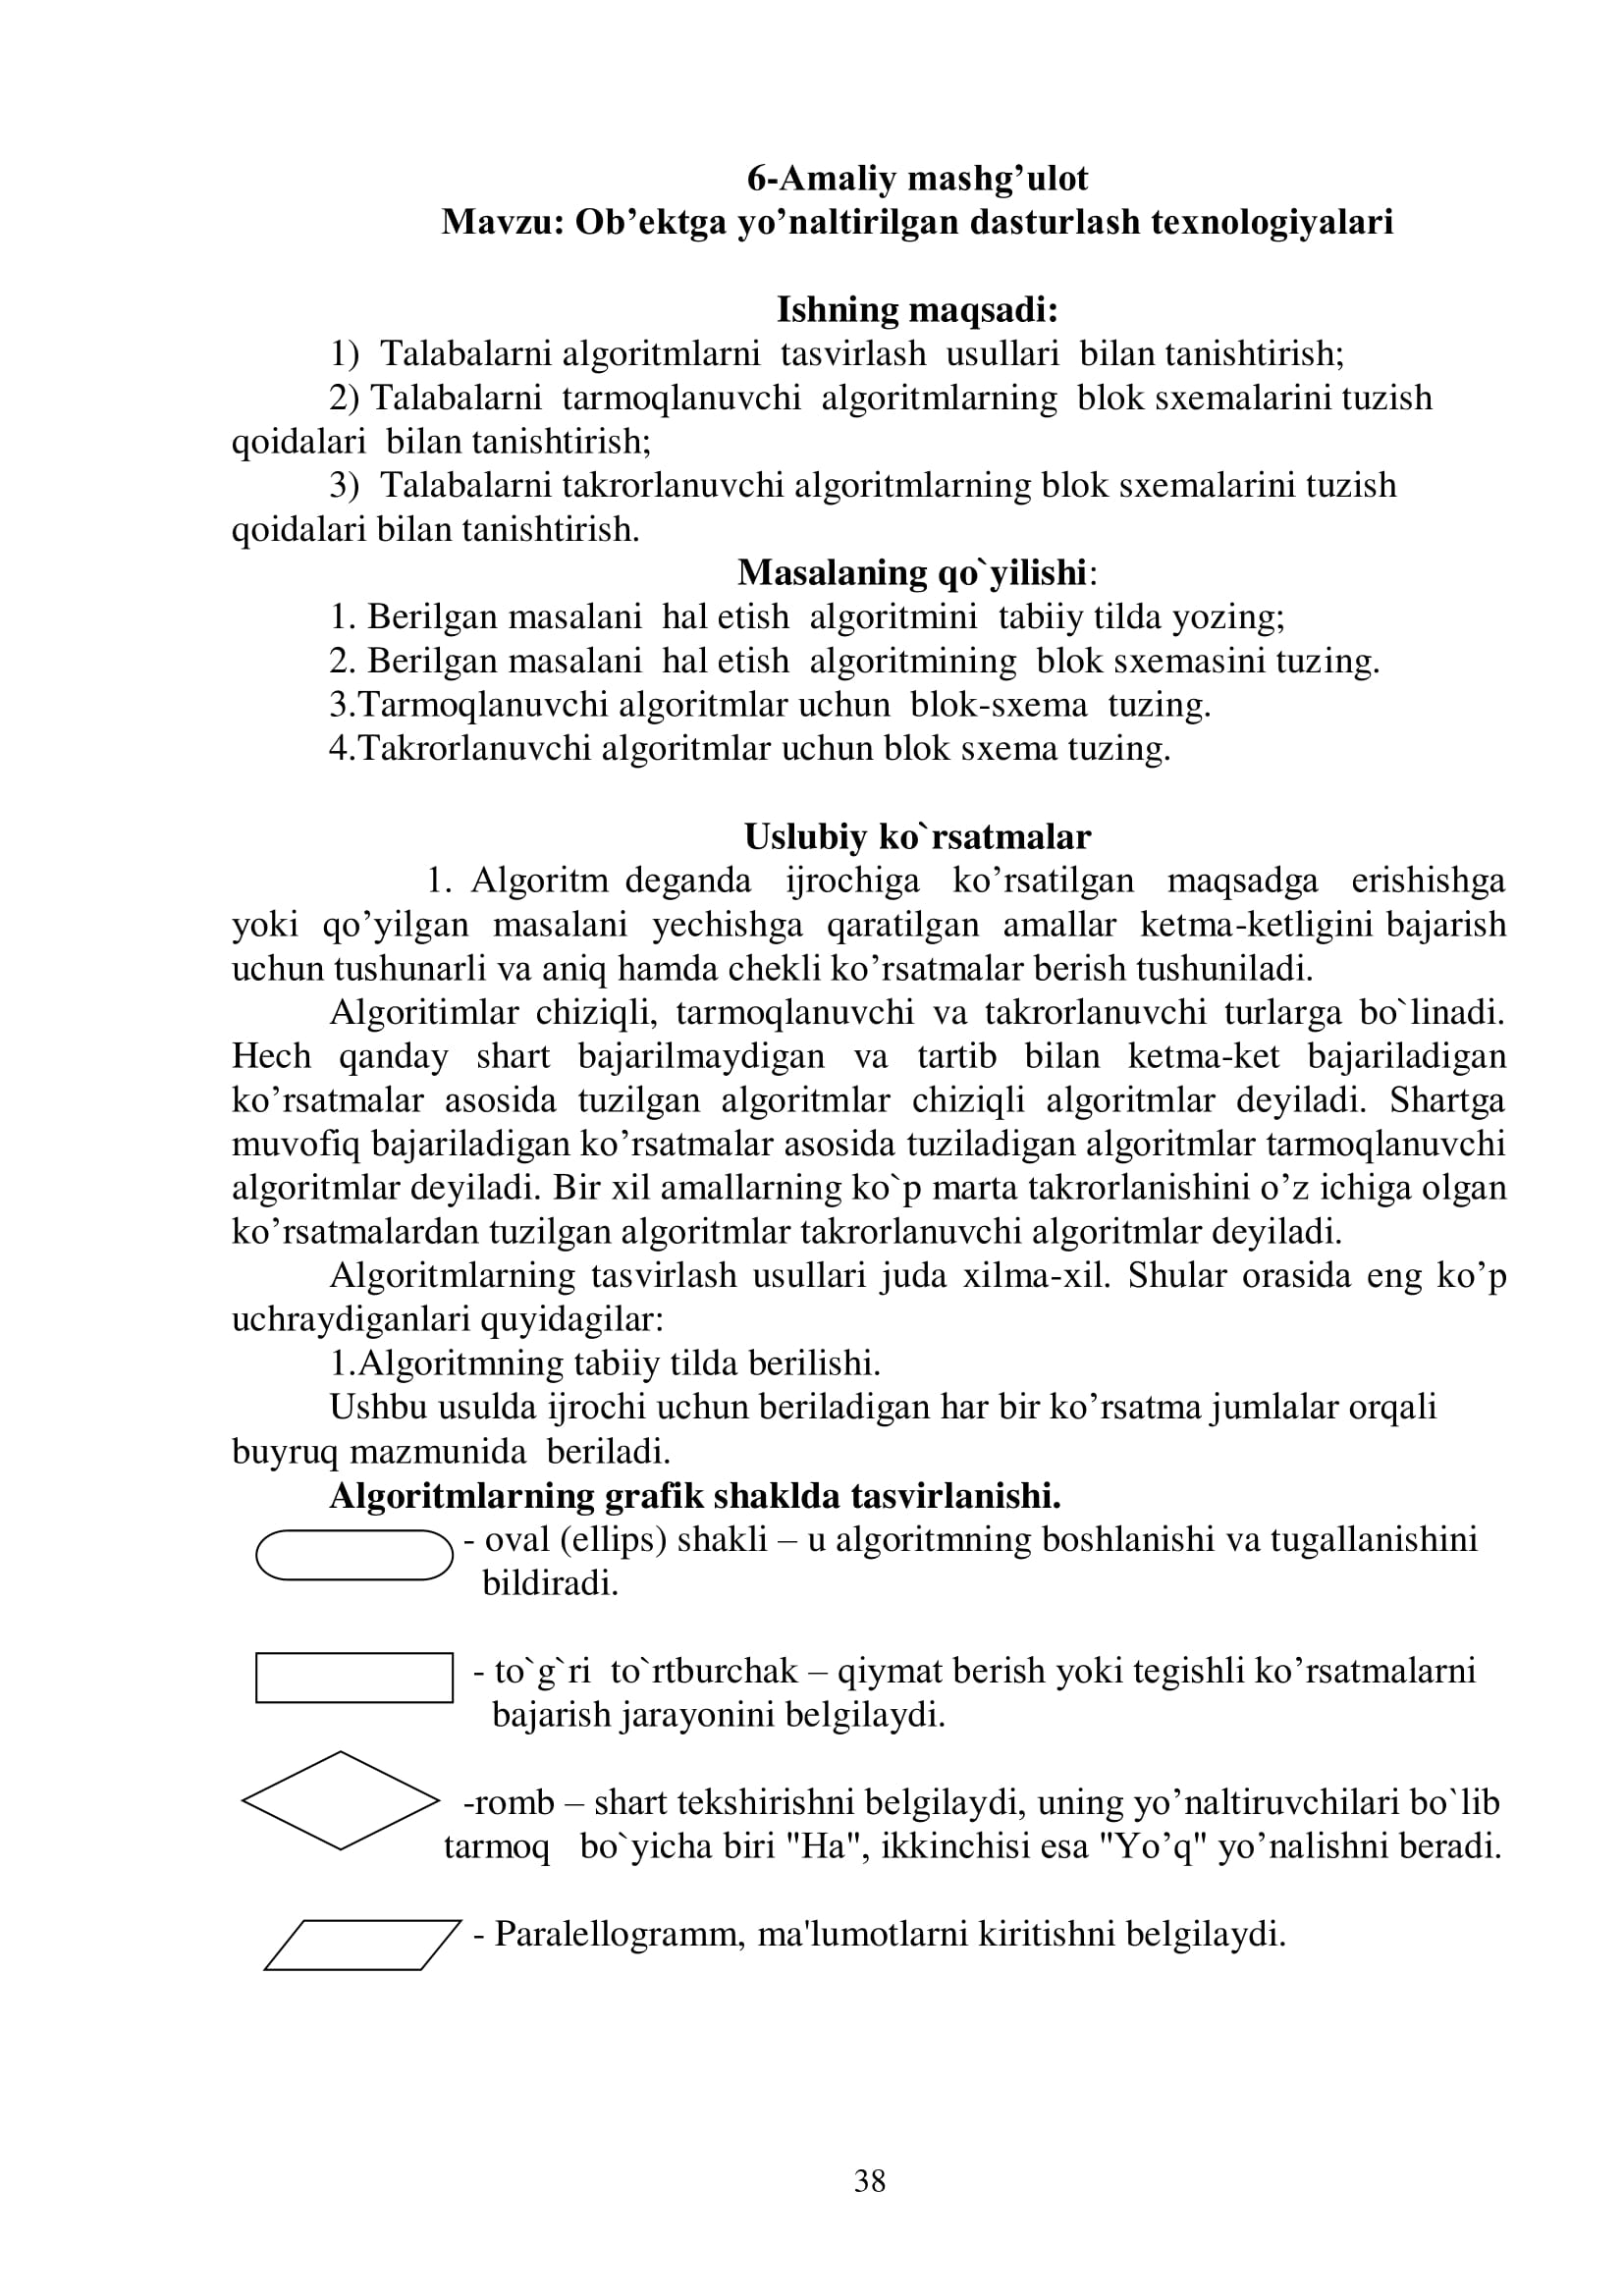 6-Amaliy mashg’ulot
Mavzu: Ob’ektga yo’naltirilgan dasturlash texnologiyalari
Ishning maqsadi:
1)  Talabalarni algoritmlarni  tasvirlash  usullari  bilan tanishtirish;
2) Talabalarni  tarmoqlanuvchi  algoritmlarning  blok sxemalarini tuzish
qoidalari  bilan tanishtirish;
3)  Talabalarni takrorlanuvchi algoritmlarning blok sxemalarini tuzish
qoidalari bilan tanishtirish.
Masalaning qo`yilishi:
1. Berilgan masalani  hal etish  algoritmini  tabiiy tilda yozing;
2. Berilgan masalani  hal etish  algoritmining  blok sxemasini tuzing.
3.Tarmoqlanuvchi algoritmlar uchun  blok-sxema  tuzing.
4.Takrorlanuvchi algoritmlar uchun blok sxema tuzing.
Uslubiy ko`rsatmalar
1. Algoritm deganda ijrochiga ko’rsatilgan maqsadga erishishga
yoki qo’yilgan masalani yechishga qaratilgan amallar ketma-ketligini bajarish
uchun tushunarli va aniq hamda chekli ko’rsatmalar berish tushuniladi.
Algoritimlar chiziqli, tarmoqlanuvchi va takrorlanuvchi turlarga bo`linadi.
Hech qanday shart bajarilmaydigan va tartib bilan ketma-ket bajariladigan
ko’rsatmalar asosida tuzilgan algoritmlar chiziqli algoritmlar deyiladi. Shartga
muvofiq bajariladigan ko’rsatmalar asosida tuziladigan algoritmlar tarmoqlanuvchi
algoritmlar deyiladi. Bir xil amallarning ko`p marta takrorlanishini o’z ichiga olgan
ko’rsatmalardan tuzilgan algoritmlar takrorlanuvchi algoritmlar deyiladi.
Algoritmlarning tasvirlash usullari juda xilma-xil. Shular orasida eng ko’p
uchraydiganlari quyidagilar:
1.Algoritmning tabiiy tilda berilishi.
Ushbu usulda ijrochi uchun beriladigan har bir ko’rsatma jumlalar orqali
buyruq mazmunida  beriladi.
Algoritmlarning grafik shaklda tasvirlanishi.
- oval (ellips) shakli – u algoritmning boshlanishi va tugallanishini
bildiradi.
- to`g`ri  to`rtburchak – qiymat berish yoki tegishli ko’rsatmalarni
bajarish jarayonini belgilaydi.
-romb – shart tekshirishni belgilaydi, uning yo’naltiruvchilari bo`lib
tarmoq   bo`yicha biri "Ha", ikkinchisi esa "Yo’q" yo’nalishni beradi.
- Paralellogramm, ma'lumotlarni kiritishni belgilaydi.
38